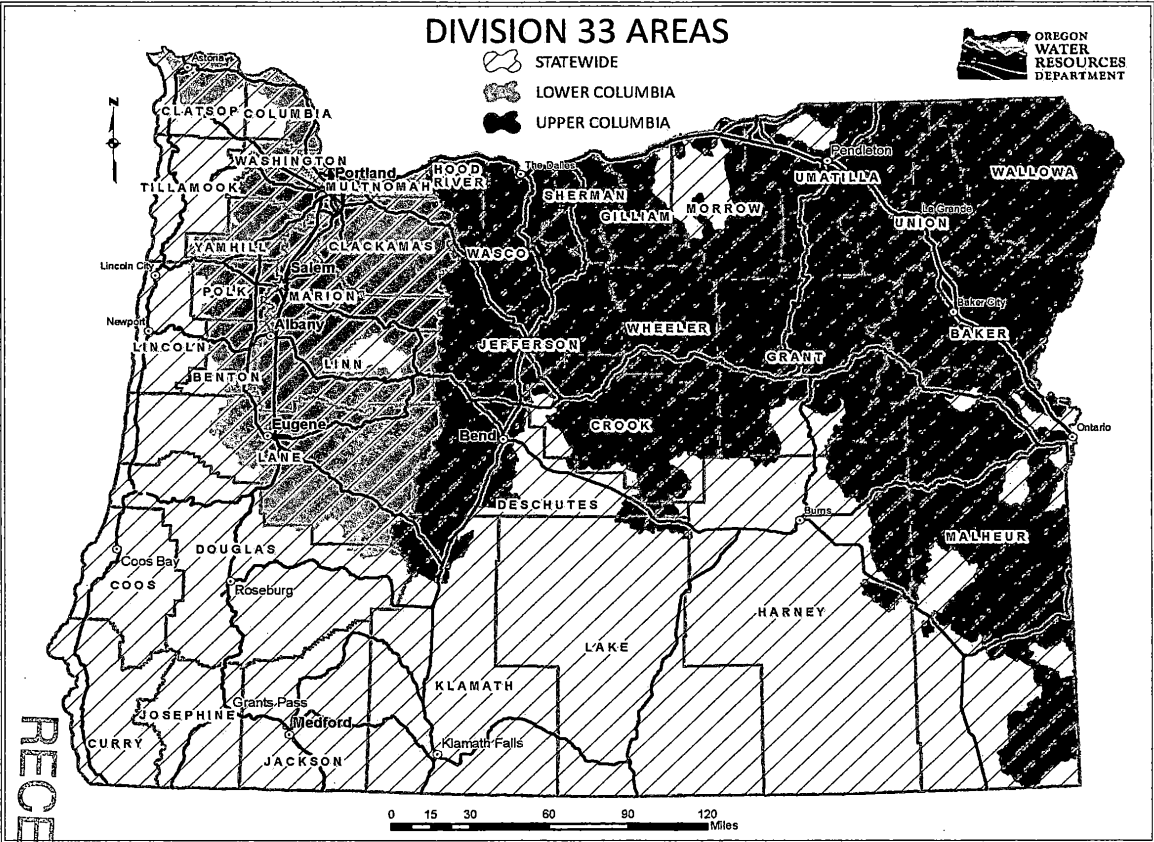 DIVISION 33 AREAS
STATEWIDE
LOWER COLUMBIA
UPPER COLUMBIA
OREGON
WATER
RESOURCES
DEPARTMENT
N
Astoria
CLATSOP
COLUMBIA
WASHINGTON
Portland
MULTNOMAH
HOOD
RIVER
The Dalles
Pendleton
UMATILLA
WALLOWA
TILLAMOOK
SHERMAN
GILLIAM
MORROW
La Grande
UNION
YAMHILL
CLACKAMAS
WASCO
Lincoln City
Salem
POLK
MARION
Baker City
BAKER
Newport
Albany
LINCOLN
LINN
JEFFERSON
WHEELER
GRANT
BENTON
Eugene
LANE
Bend
CROOK
Ontario
DESCHUTES
Burns
MALHEUR
DOUGLAS
Coos Bay
COOS
Roseburg
HARNEY
LAKE
KLAMATH
Grants Pass
JOSEPHINE
Medford
CURRY
JACKSON
Klamath Falls
RECE
0 15 30 60 90 120
Miles